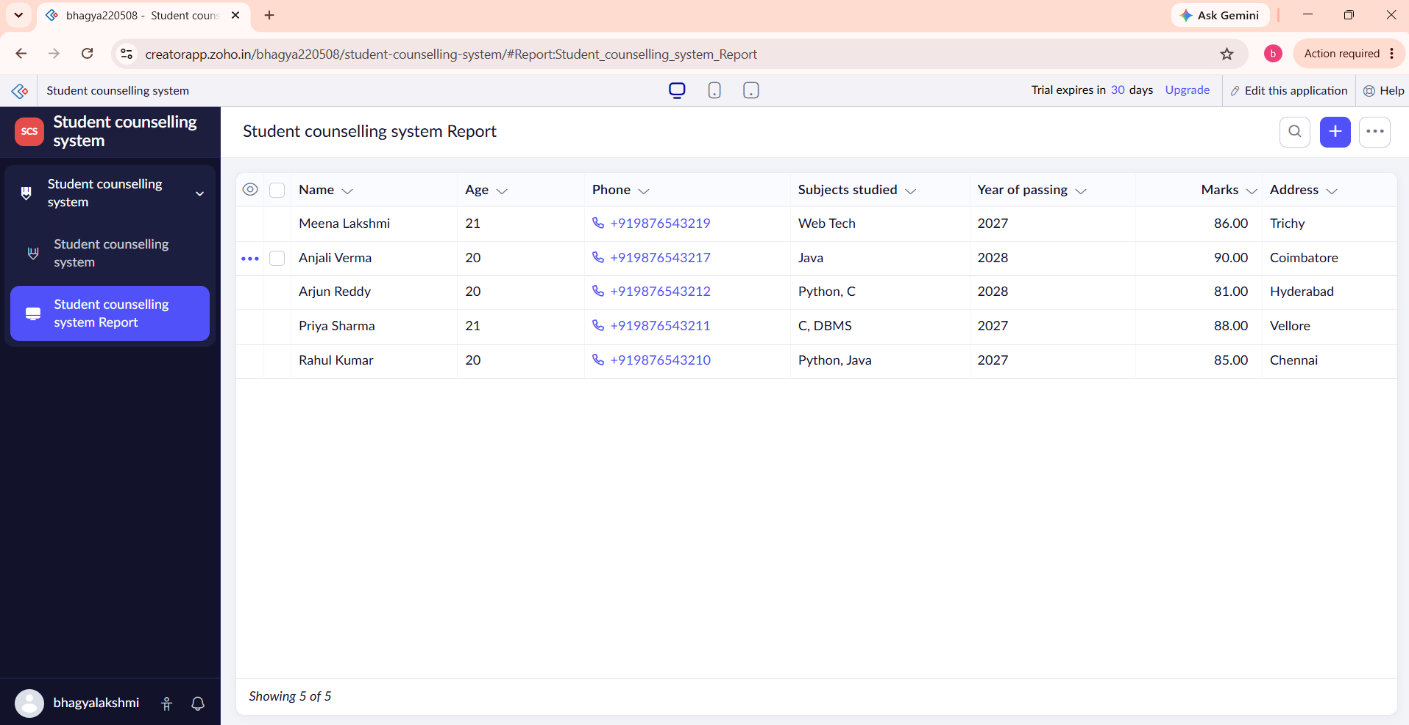 bhagya220508 - Student couns
Ask Gemini
creatorapp.zoho.in/bhagya220508/student-counselling-system/#Report:Student_counselling_system_Report
b
Action required
Student counselling system
Trial expires in 30 days Upgrade
Edit this application
Help
SCS
Student counselling
system
Student counselling
system
Student counselling
system
Student counselling
system Report
bhagyalakshmi
Student counselling system Report
Name Age Phone Subjects studied Year of passing Marks Address
Meena Lakshmi 21 +919876543219 Web Tech 2027 86.00 Trichy
Anjali Verma 20 +919876543217 Java 2028 90.00 Coimbatore
Arjun Reddy 20 +919876543212 Python, C 2028 81.00 Hyderabad
Priya Sharma 21 +919876543211 C, DBMS 2027 88.00 Vellore
Rahul Kumar 20 +919876543210 Python, Java 2027 85.00 Chennai
Showing 5 of 5